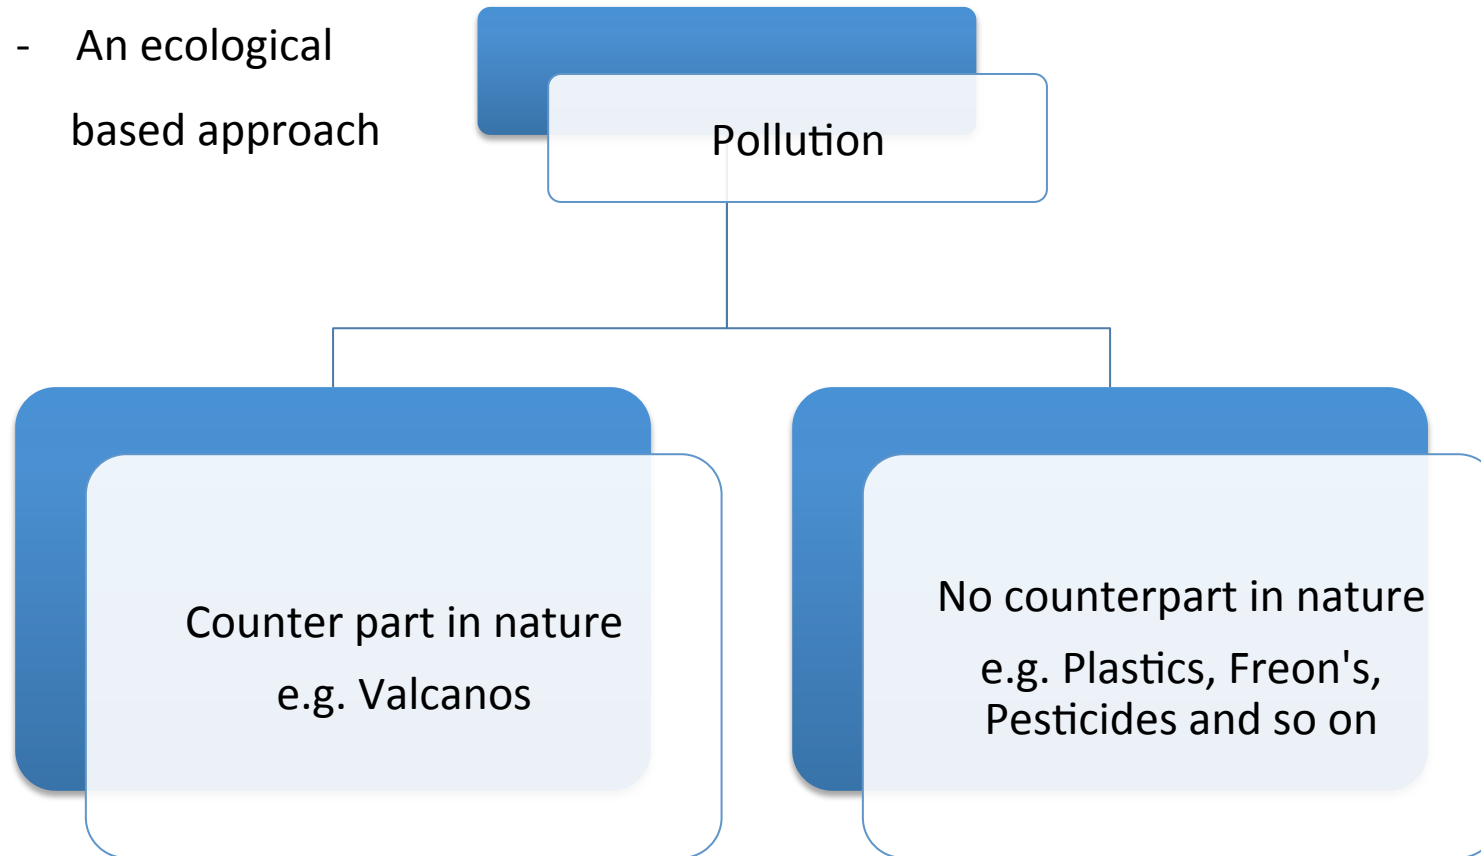 - An ecological
based approach
Pollution
Counter part in nature
e.g. Valcanos
No counterpart in nature
e.g. Plastics, Freon's,
Pesticides and so on